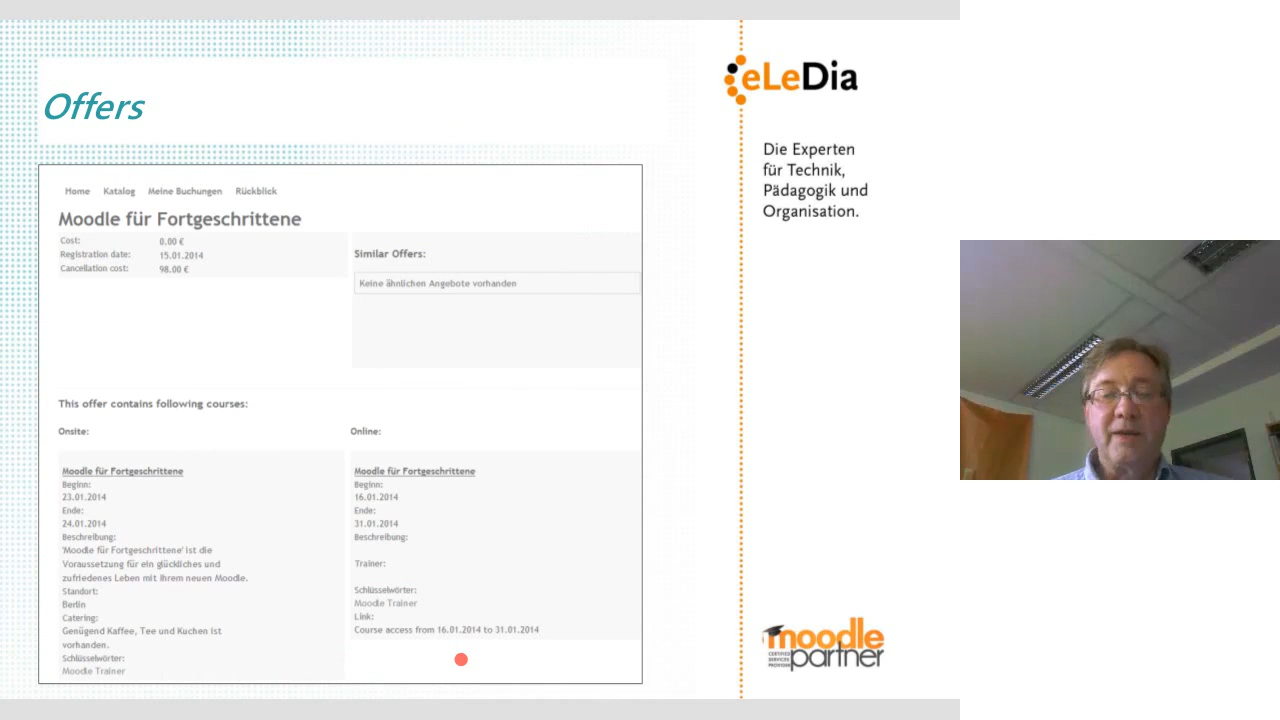 Offers
Home Katalog Meine Buchungen Rückblick
Moodle für Fortgeschrittene
Cost: 0.00 €
Registration date: 15.01.2014
Cancellation cost: 98.00 €
Similar Offers:
Keine ähnlichen Angebote vorhanden
This offer contains following courses:
Onsite:
Moodle für Fortgeschrittene
Beginn:
23.01.2014
Ende:
24.01.2014
Beschreibung:
'Moodle für Fortgeschrittene' ist die
Voraussetzung für ein glückliches und
zufriedenes Leben mit Ihrem neuen Moodle.
Standort:
Berlin
Catering:
Genügend Kaffee, Tee und Kuchen ist
vorhanden.
Schlüsselwörter:
Moodle Trainer
Online:
Moodle für Fortgeschrittene
Beginn:
16.01.2014
Ende:
31.01.2014
Beschreibung:
Trainer:
Schlüsselwörter:
Moodle Trainer
Link:
Course access from 16.01.2014 to 31.01.2014
eLeDia
Die Experten
für Technik,
Pädagogik und
Organisation.
moodle
CERTIFIED
SERVICES
PROVIDER
partner